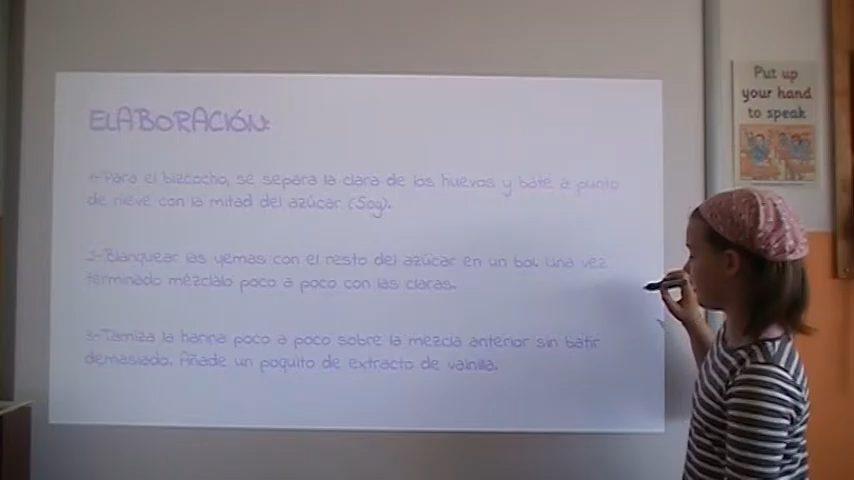 ELABORACIÓN:
1-Para el bizcocho, se separa la clara de los huevos y bate a punto
de nieve con la mitad del azúcar (50g).
2-Blanquear las yemas con el resto del azúcar en un bol. Una vez
terminado mézclalo poco a poco con las claras.
3-Tamiza la harina poco a poco sobre la mezcla anterior sin batir
demasiado. Añade un poquito de extracto de vainilla.
Put up
your hand
to speak